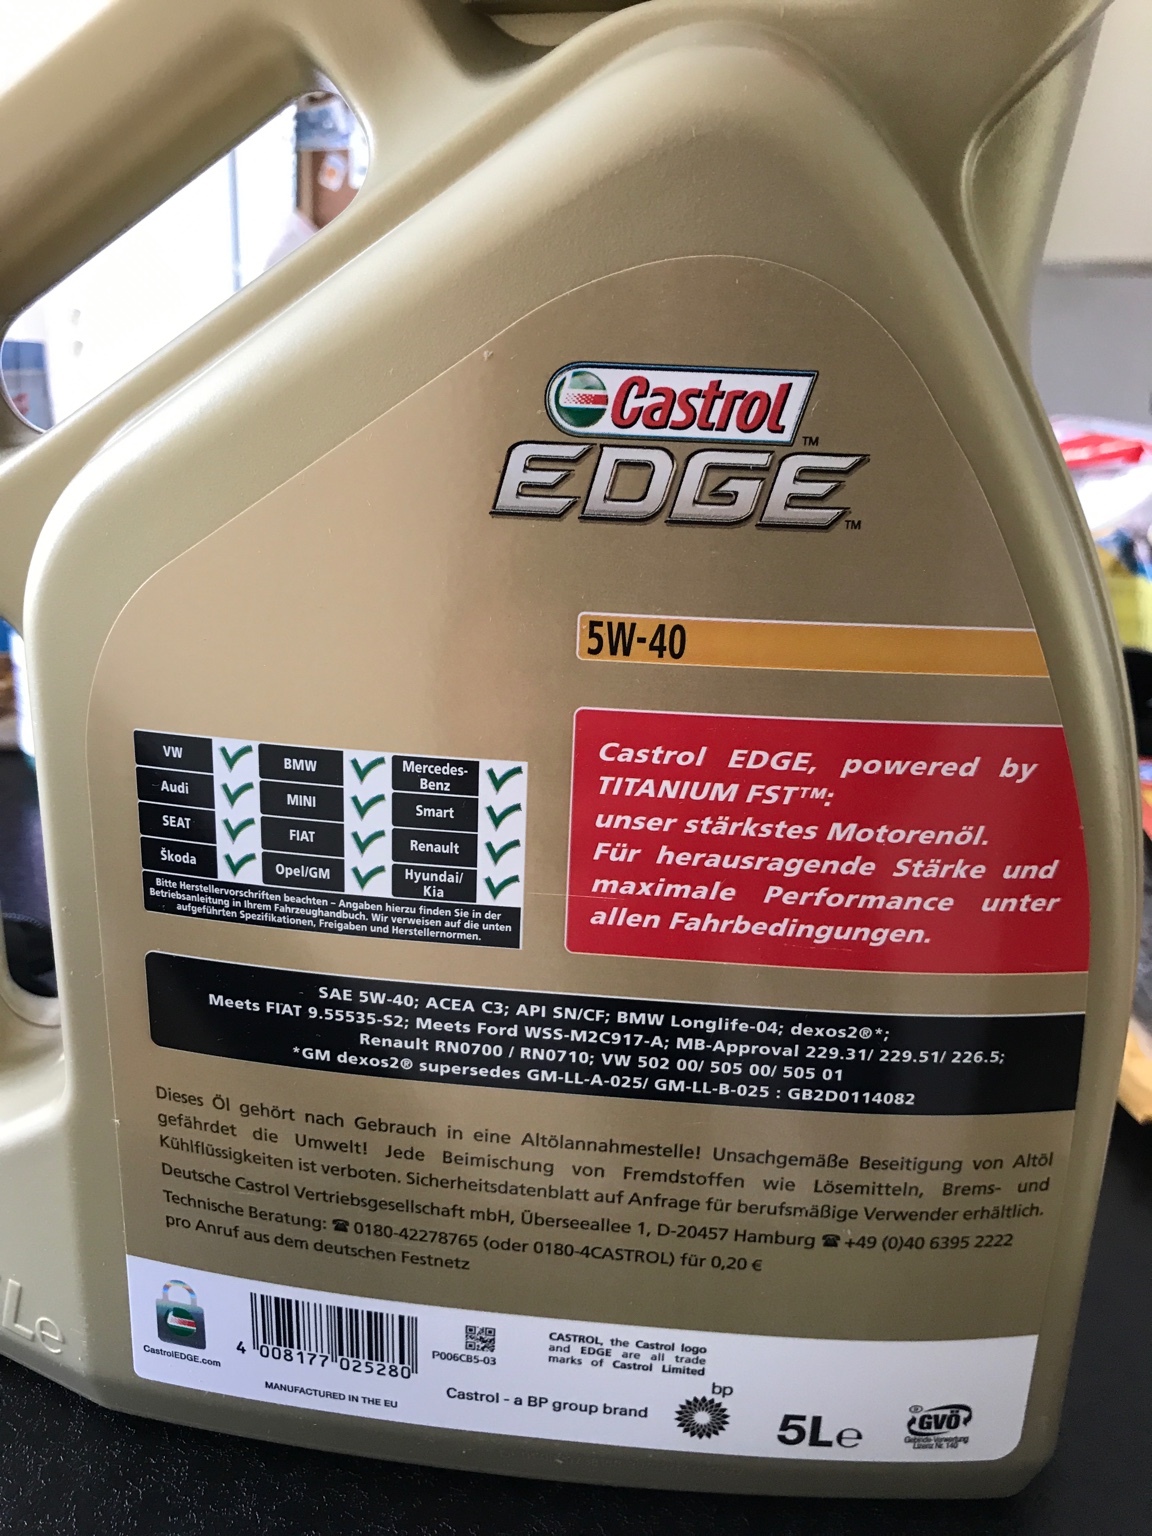 Castrol
TM
EDGE
TM
5W-40
VW
BMW
Mercedes-
Benz
Audi
MINI
Smart
SEAT
FIAT
Renault
Škoda
Opel/GM
Hyundai/
Kia
Bitte Herstellervorschriften beachten – Angaben hierzu finden Sie in der
Betriebsanleitung in Ihrem Fahrzeughandbuch. Wir verweisen auf die unten
aufgeführten Spezifikationen, Freigaben und Herstellernormen.
Castrol EDGE, powered by
TITANIUM FST™:
unser stärkstes Motorenöl.
Für herausragende Stärke und
maximale Performance unter
allen Fahrbedingungen.
SAE 5W-40; ACEA C3; API SN/CF; BMW Longlife-04; dexos2®*;
Meets FIAT 9.55535-S2; Meets Ford WSS-M2C917-A; MB-Approval 229.31/ 229.51/ 226.5;
Renault RN0700 / RN0710; VW 502 00/ 505 00/ 505 01
*GM dexos2® supersedes GM-LL-A-025/ GM-LL-B-025 : GB2D0114082
Dieses Öl gehört nach Gebrauch in eine Altölannahmestelle! Unsachgemäße Beseitigung von Altöl
gefährdet die Umwelt! Jede Beimischung von Fremdstoffen wie Lösemitteln, Brems- und
Kühlflüssigkeiten ist verboten. Sicherheitsdatenblatt auf Anfrage für berufsmäßige Verwender erhältlich.
Deutsche Castrol Vertriebsgesellschaft mbH, Überseeallee 1, D-20457 Hamburg ☎ +49 (0)40 6395 2222
Technische Beratung: ☎ 0180-42278765 (oder 0180-4CASTROL) für 0,20 €
pro Anruf aus dem deutschen Festnetz
CastrolEDGE.com
4 008177 025280
MANUFACTURED IN THE EU
P006CB5-03
CASTROL, the Castrol logo
and EDGE are all trade
marks of Castrol Limited
Castrol - a BP group brand
bp
5Le
GVÖ
Gebinde-Verwertung
Lizenz Nr. 140
Le